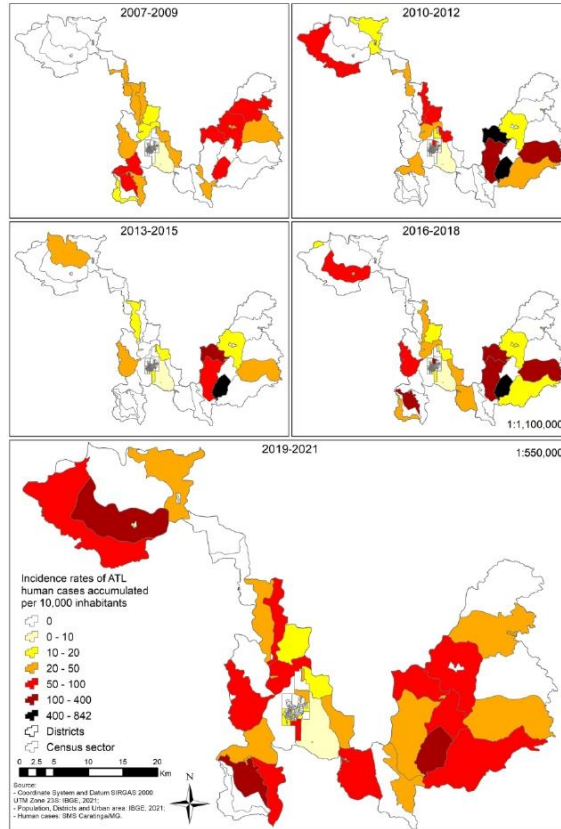 2007-2009
2010-2012
2013-2015
2016-2018
1:1,100,000
2019-2021
1:550,000
Incidence rates of ATL
human cases accumulated
per 10,000 inhabitants
0
0 - 10
10 - 20
20 - 50
50 - 100
100 - 400
400 - 842
Districts
Census sector
0 2.5 5 10 15 20
Km
Source:
- Coordinate System and Datum SIRGAS 2000
UTM Zone 23S: IBGE, 2021;
- Population, Districts and Urban area: IBGE, 2021;
- Human cases: SMS Caratinga/MG.
N